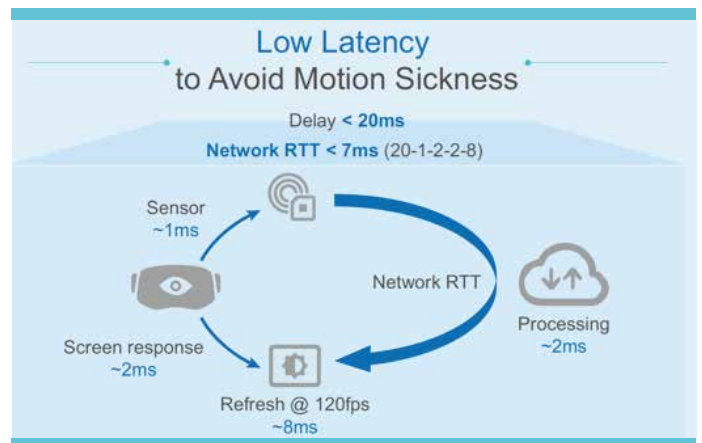 Low Latency
to Avoid Motion Sickness
Delay < 20ms
Network RTT < 7ms (20-1-2-2-8)
Sensor
~1ms
Network RTT
Processing
~2ms
Screen response
~2ms
Refresh @ 120fps
~8ms